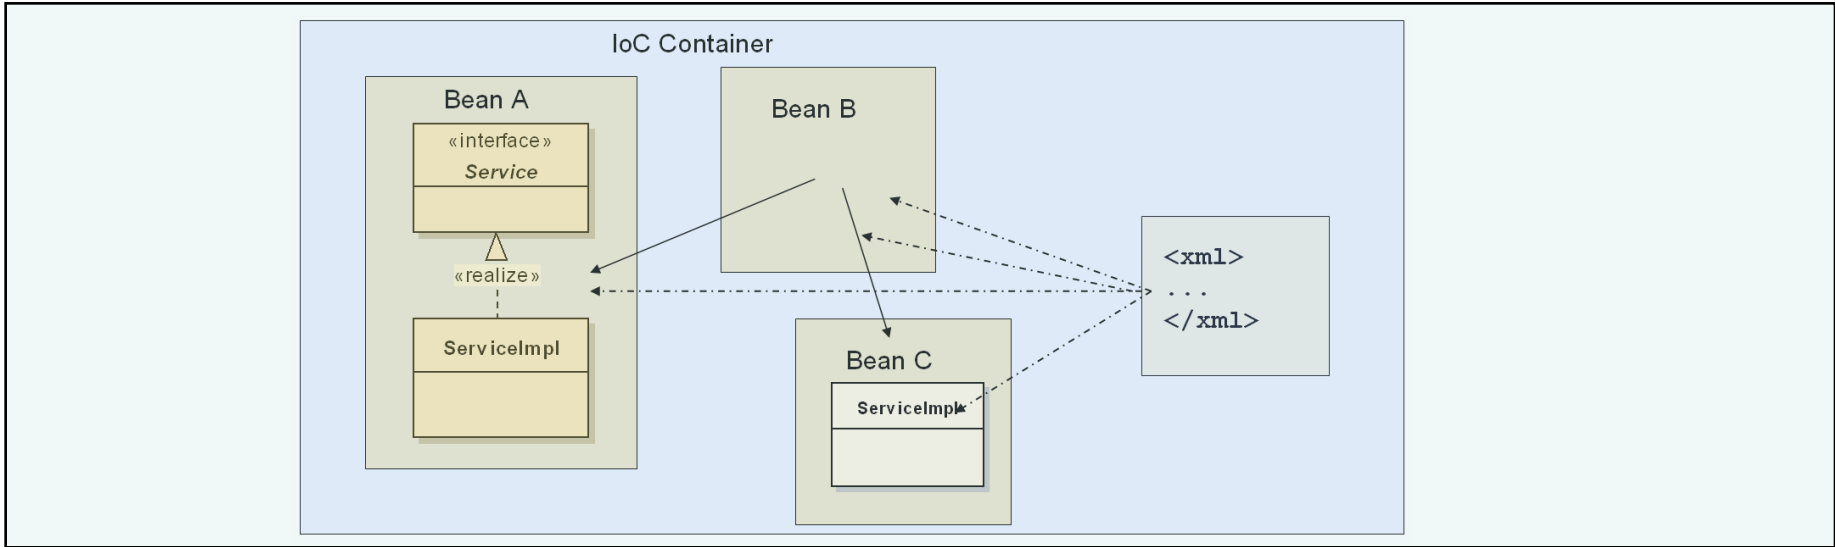 IoC Container
Bean A
«interface»
Service
«realize»
ServiceImpl
Bean B
Bean C
ServiceImpl
<xml>
...
</xml>